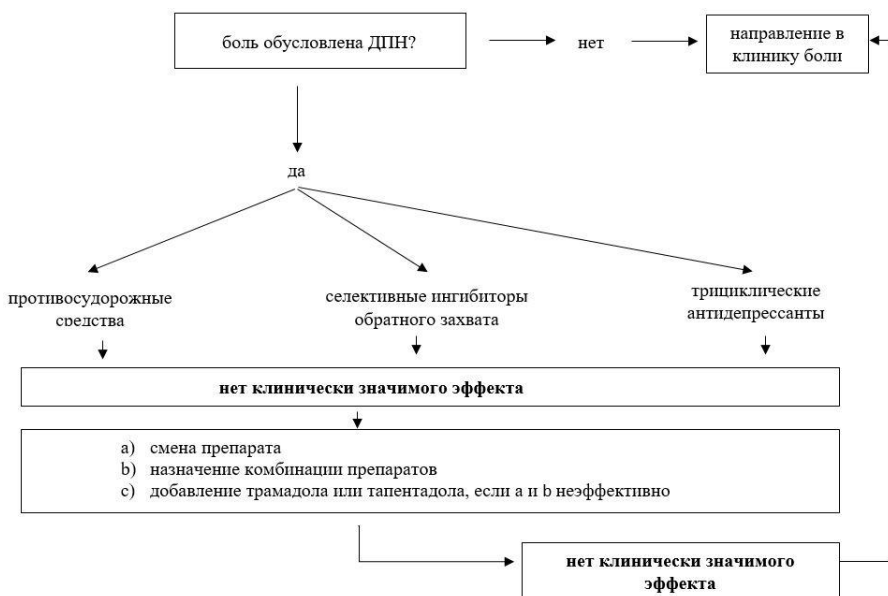 боль обусловлена ДПН?
нет
направление в
клинику боли
да
противосудорожные
средства
селективные ингибиторы
обратного захвата
трициклические
антидепрессанты
нет клинически значимого эффекта
a) смена препарата
b) назначение комбинации препаратов
c) добавление трамадола или тапентадола, если a и b неэффективно
нет клинически значимого
эффекта